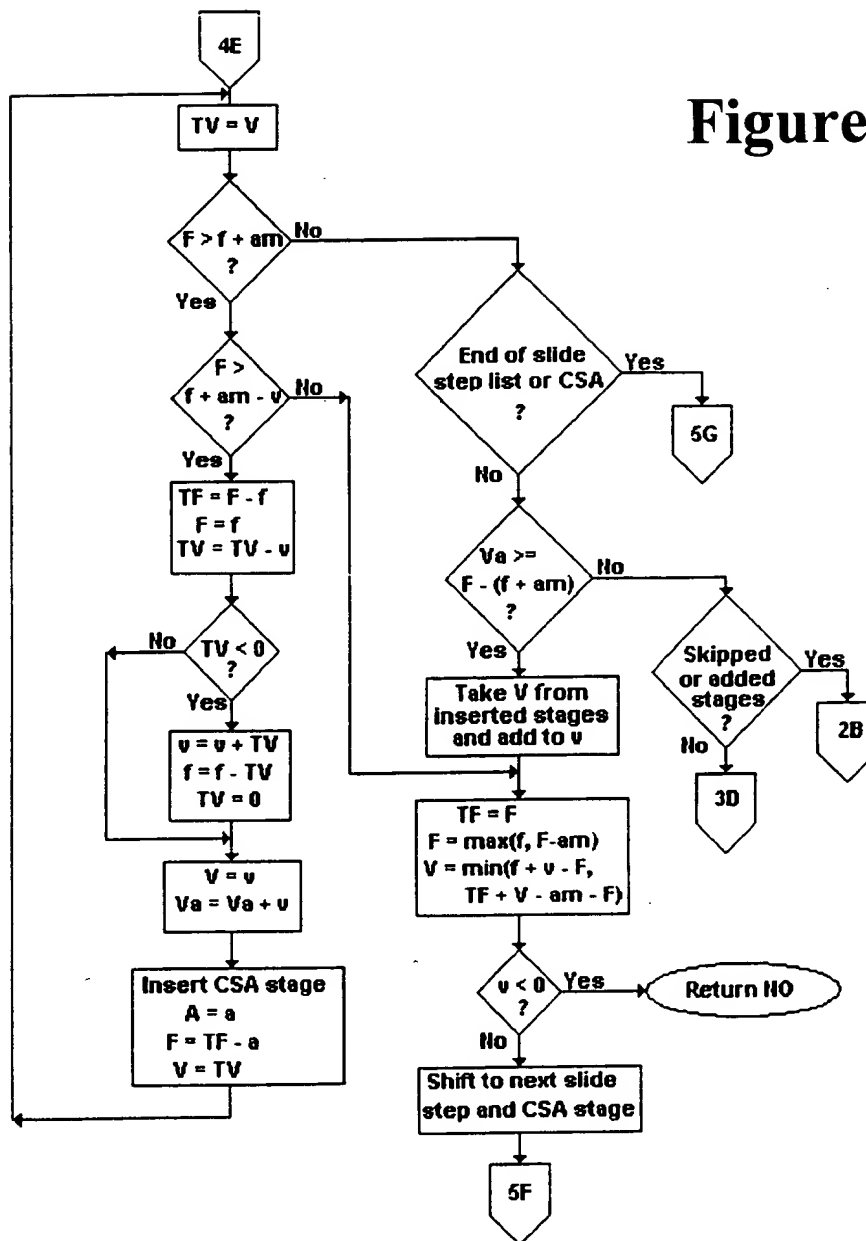 4E
Figure
TV = V
F > f + am
?
No
Yes
F >
f + am - v
?
No
Yes
TF = F - f
F = f
TV = TV - v
No
TV < 0
?
Yes
v = v + TV
f = f - TV
TV = 0
V = v
Va = Va + v
Insert CSA stage
A = a
F = TF - a
V = TV
End of slide
step list or CSA
?
Yes
5G
No
Va >=
F - (f + am)
?
No
Yes
Skipped
or added
stages
?
Yes
2B
No
3D
Take V from
inserted stages
and add to v
TF = F
F = max(f, F-am)
V = min(f + v - F,
TF + V - am - F)
v < 0
?
Yes
Return NO
No
Shift to next slide
step and CSA stage
5F